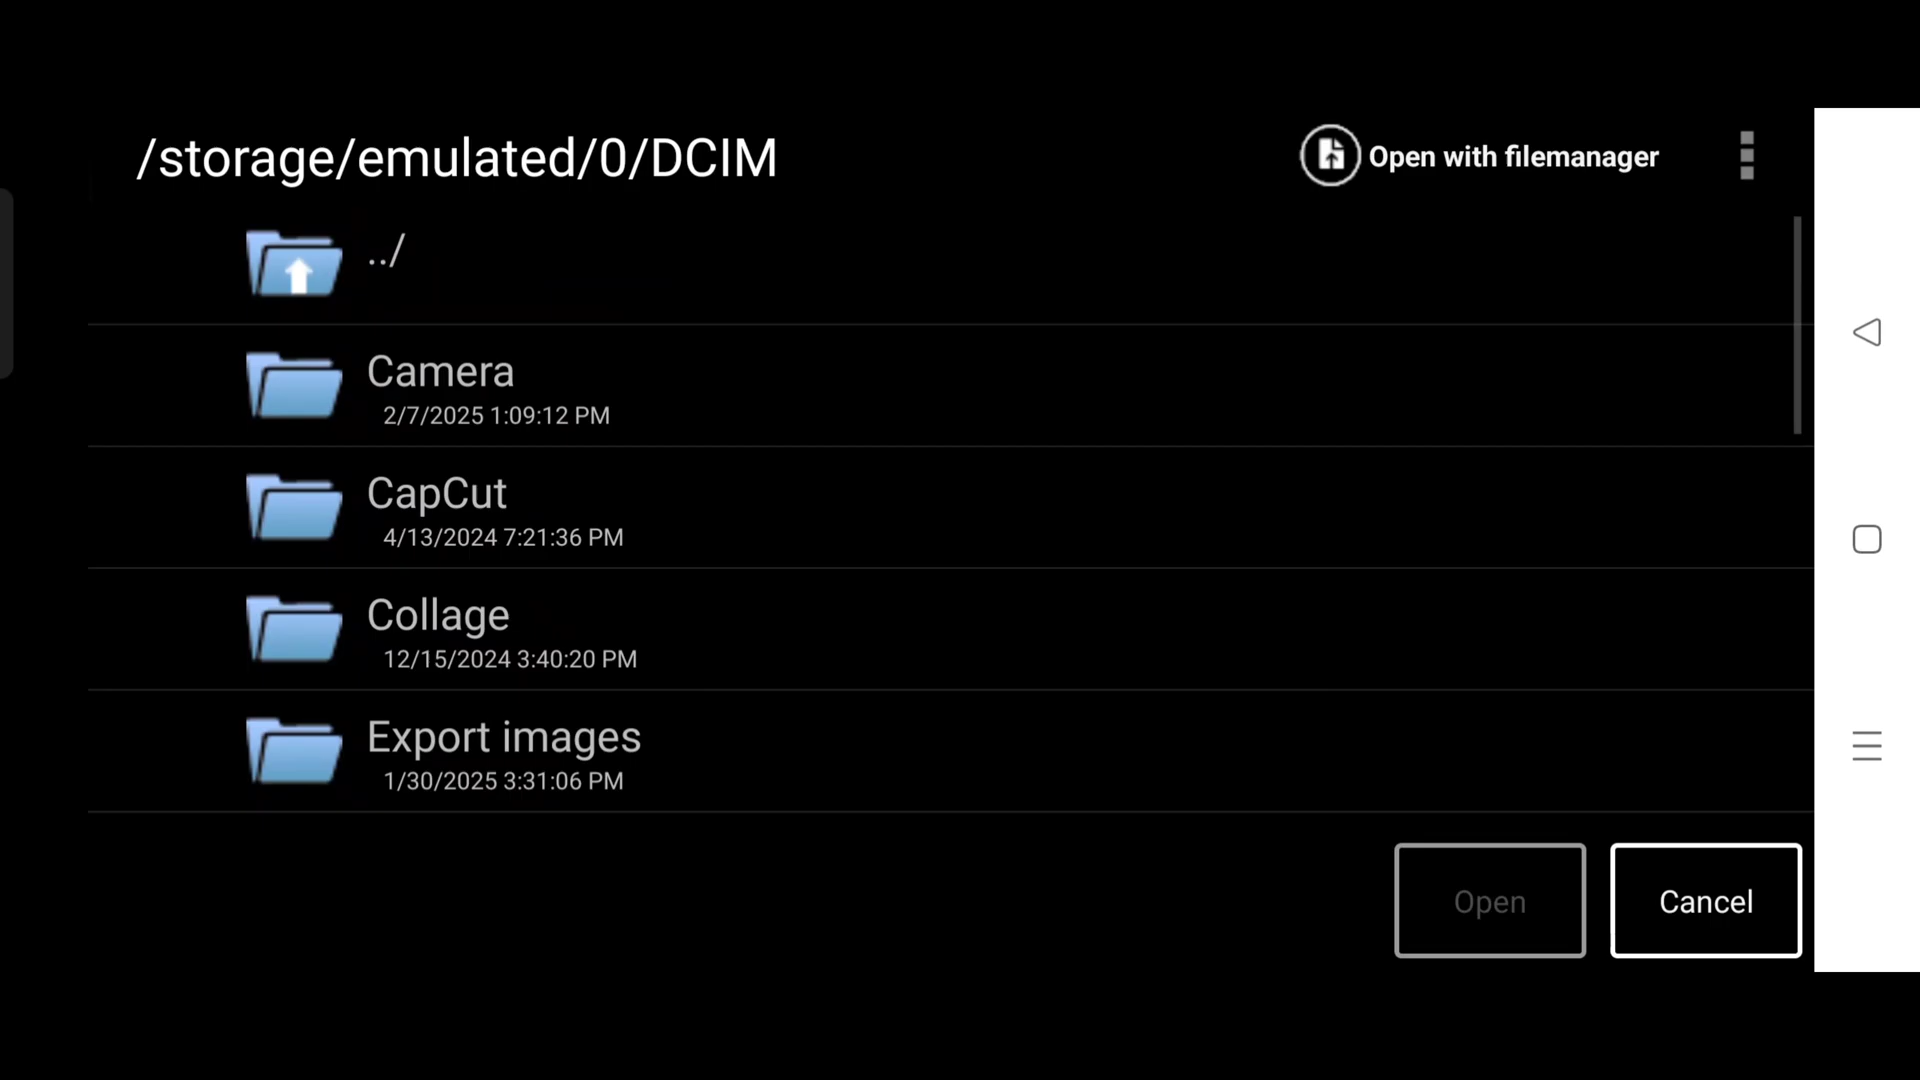 /storage/emulated/0/DCIM
Open with filemanager
../
Camera
2/7/2025 1:09:12 PM
CapCut
4/13/2024 7:21:36 PM
Collage
12/15/2024 3:40:20 PM
Export images
1/30/2025 3:31:06 PM
Open
Cancel